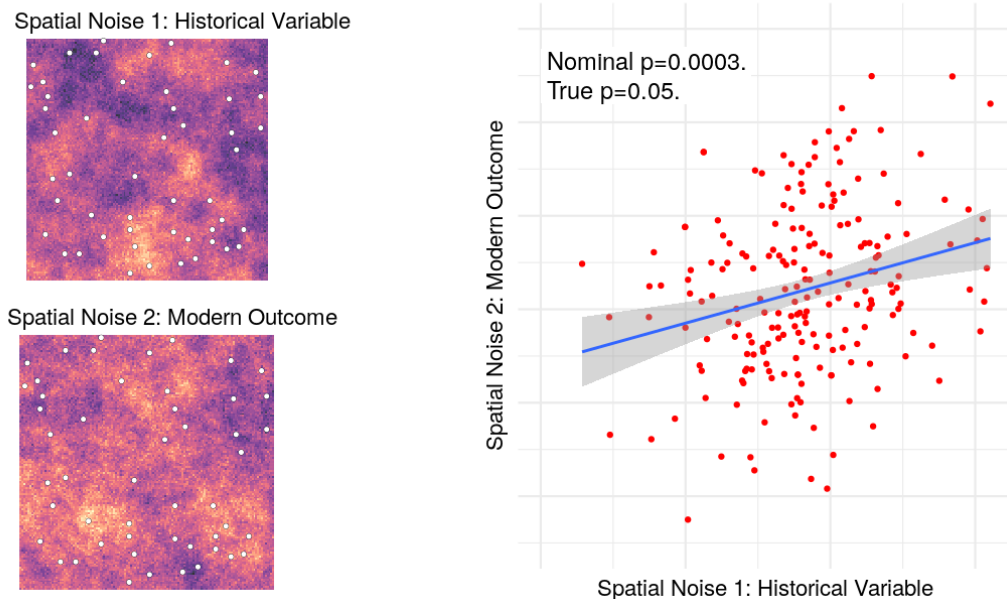 Spatial Noise 1: Historical Variable
Spatial Noise 2: Modern Outcome
Nominal p=0.0003.
True p=0.05.
Spatial Noise 2: Modern Outcome
Spatial Noise 1: Historical Variable